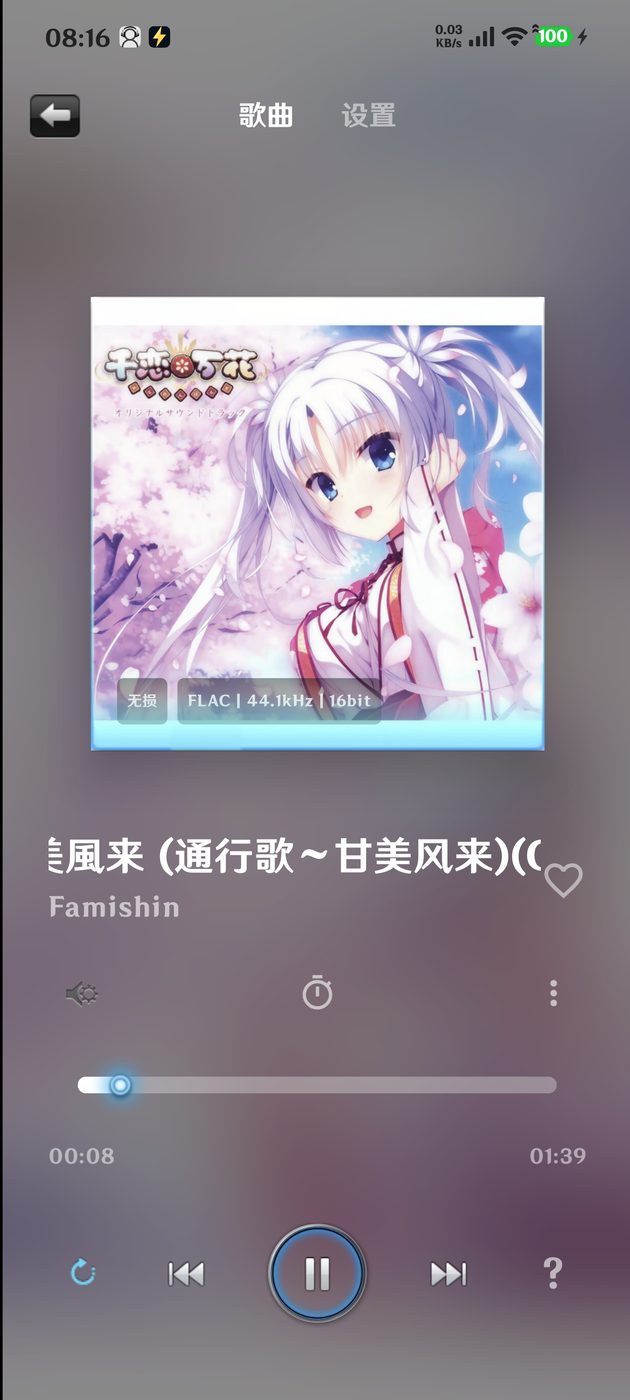 08:16
0.03
KB/s
100
歌曲 设置
千恋＊万花
オリジナルサウンドトラック
无损 FLAC | 44.1kHz | 16bit
風来 (通行歌～甘美风来)(
Famishin
00:08 01:39
?